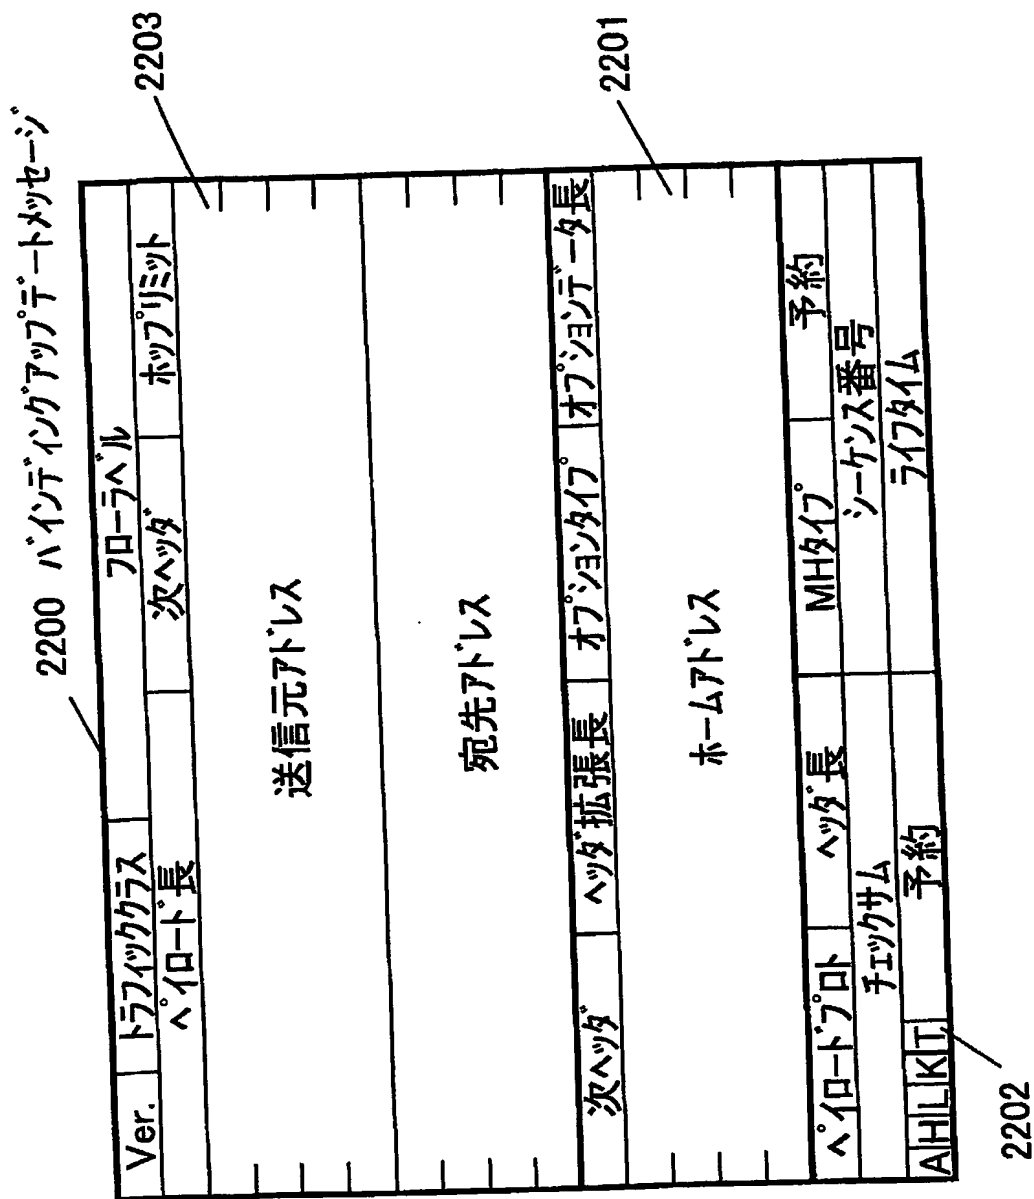 2200 バインディングアップデートメッセージ
Ver. トラフィッククラス フローラベル
ペイロード長 次ヘッダ ホップリミット
送信元アドレス
2203
宛先アドレス
次ヘッダ ヘッダ拡張長 オプションタイプ オプションデータ長
ホームアドレス
2201
ペイロードプロト ヘッダ長 MHタイプ 予約
チェックサム シーケンス番号
A H L K T 予約 ライフタイム
2202